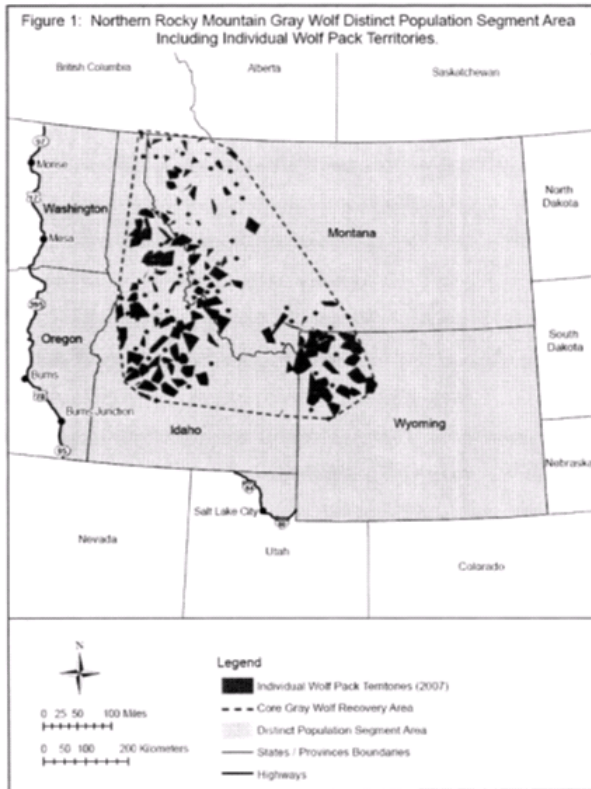 Figure 1: Northern Rocky Mountain Gray Wolf Distinct Population Segment Area
Including Individual Wolf Pack Territories.
British Columbia
Alberta
Saskatchewan
Morse
Washington
Mesa
Montana
North
Dakota
Oregon
South
Dakota
Burns
Burns Junction
Idaho
Wyoming
Nebraska
Salt Lake City
Nevada
Utah
Colorado
N
0 25 50 100 Miles
0 50 100 200 Kilometers
Legend
Individual Wolf Pack Territories (2007)
Core Gray Wolf Recovery Area
Distinct Population Segment Area
States / Provinces Boundaries
Highways